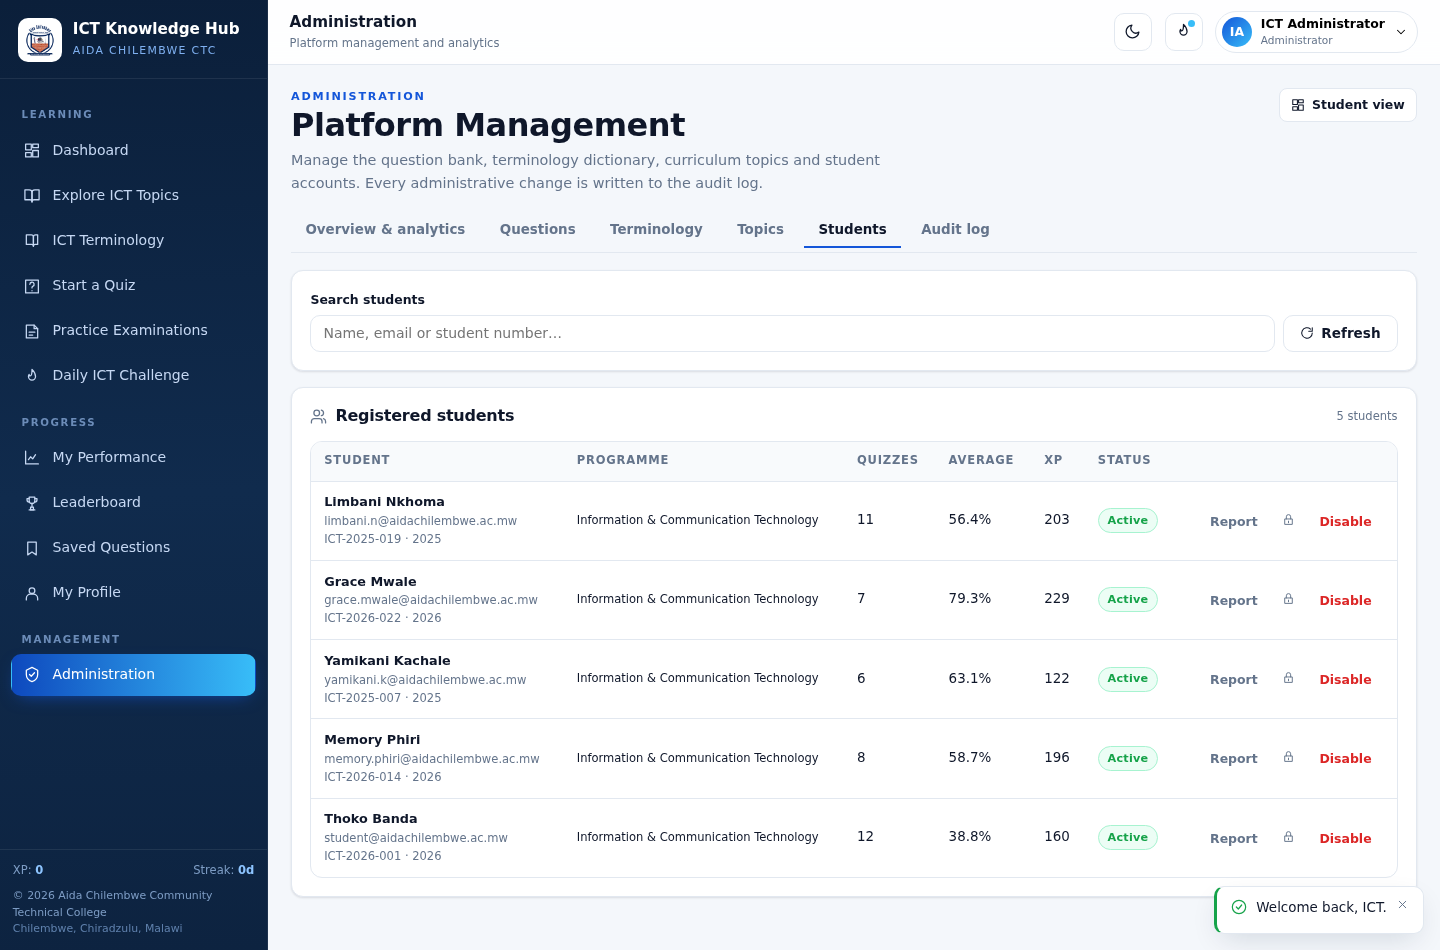 ICT Knowledge Hub
AIDA CHILEMBWE CTC
LEARNING
Dashboard
Explore ICT Topics
ICT Terminology
Start a Quiz
Practice Examinations
Daily ICT Challenge
PROGRESS
My Performance
Leaderboard
Saved Questions
My Profile
MANAGEMENT
Administration
XP: 0 Streak: 0d
© 2026 Aida Chilembwe Community
Technical College
Chilembwe, Chiradzulu, Malawi
Administration
Platform management and analytics
IA
ICT Administrator
Administrator
ADMINISTRATION
Platform Management
Manage the question bank, terminology dictionary, curriculum topics and student
accounts. Every administrative change is written to the audit log.
Student view
Overview & analytics Questions Terminology Topics Students Audit log
Search students
Name, email or student number...
Refresh
Registered students
5 students
STUDENT PROGRAMME QUIZZES AVERAGE XP STATUS
Limbani Nkhoma
limbani.n@aidachilembwe.ac.mw
ICT-2025-019 · 2025
Information & Communication Technology 11 56.4% 203 Active Report Disable
Grace Mwale
grace.mwale@aidachilembwe.ac.mw
ICT-2026-022 · 2026
Information & Communication Technology 7 79.3% 229 Active Report Disable
Yamikani Kachale
yamikani.k@aidachilembwe.ac.mw
ICT-2025-007 · 2025
Information & Communication Technology 6 63.1% 122 Active Report Disable
Memory Phiri
memory.phiri@aidachilembwe.ac.mw
ICT-2026-014 · 2026
Information & Communication Technology 8 58.7% 196 Active Report Disable
Thoko Banda
student@aidachilembwe.ac.mw
ICT-2026-001 · 2026
Information & Communication Technology 12 38.8% 160 Active Report Disable
Welcome back, ICT.